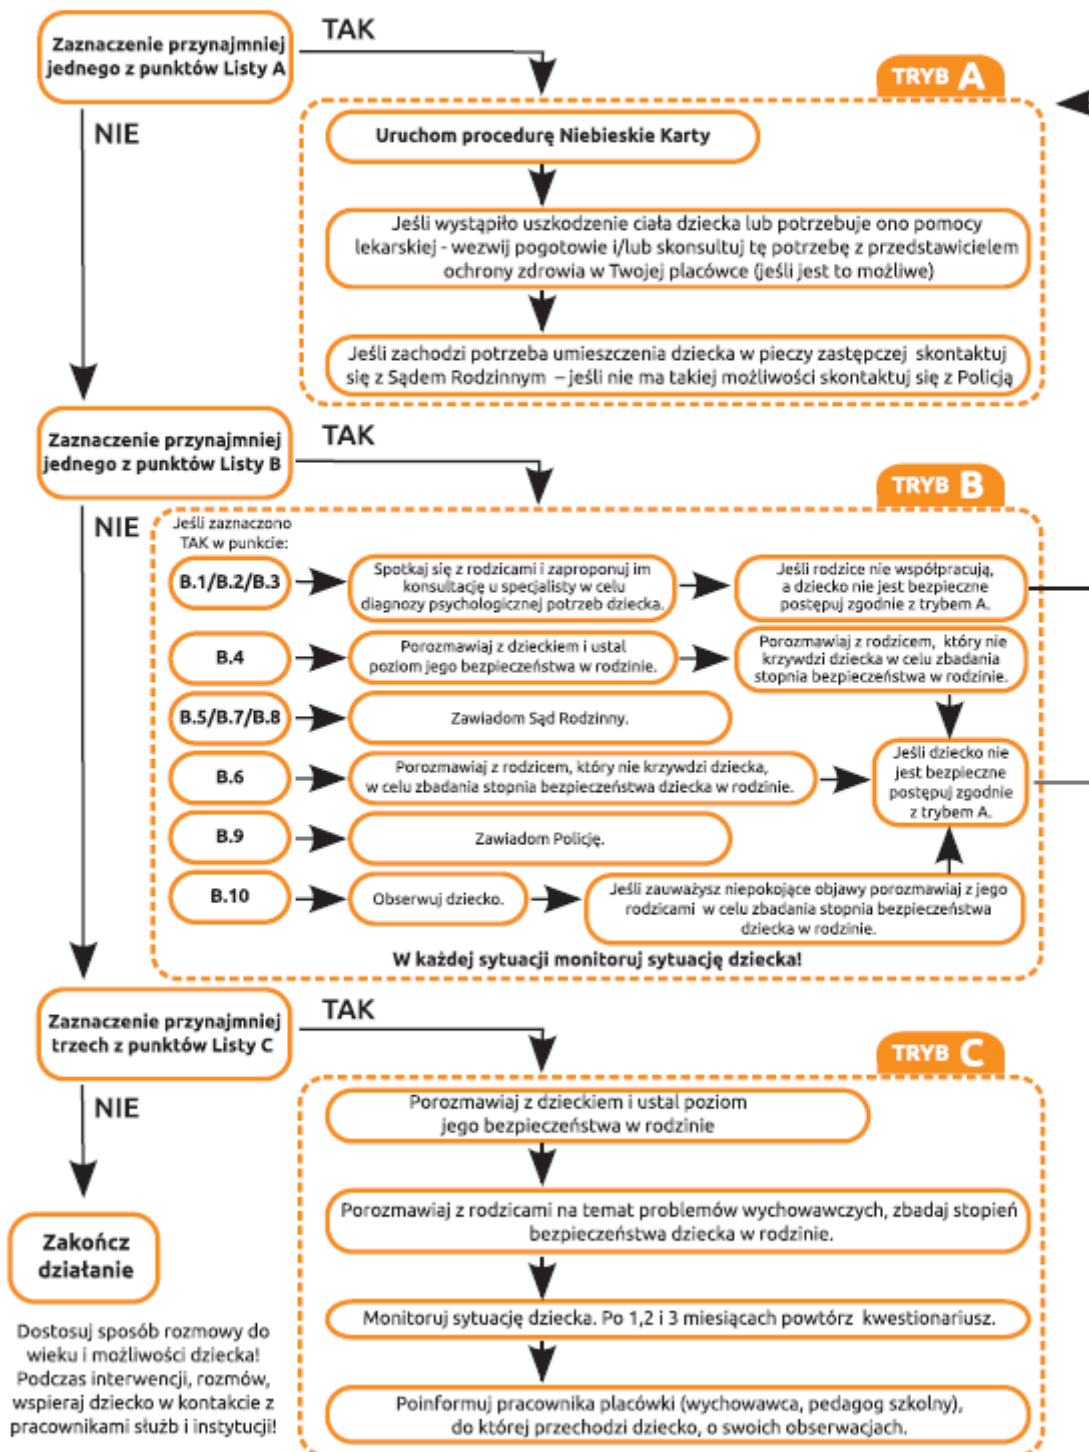 Zaznaczenie przynajmniej
jednego z punktów Listy A
TAK
NIE
TRYB A
Uruchom procedurę Niebieskie Karty
Jeśli wystąpiło uszkodzenie ciała dziecka lub potrzebuje ono pomocy
lekarskiej - wezwij pogotowie i/lub skonsultuj tę potrzebę z przedstawicielem
ochrony zdrowia w Twojej placówce (jeśli jest to możliwe)
Jeśli zachodzi potrzeba umieszczenia dziecka w pieczy zastępczej skontaktuj
się z Sądem Rodzinnym – jeśli nie ma takiej możliwości skontaktuj się z Policją
Zaznaczenie przynajmniej
jednego z punktów Listy B
TAK
NIE
TRYB B
Jeśli zaznaczono
TAK w punkcie:
B.1/B.2/B.3
Spotkaj się z rodzicami i zaproponuj im
konsultację u specjalisty w celu
diagnozy psychologicznej potrzeb dziecka.
Jeśli rodzice nie współpracują,
a dziecko nie jest bezpieczne
postępuj zgodnie z trybem A.
B.4
Porozmawiaj z dzieckiem i ustal
poziom jego bezpieczeństwa w rodzinie.
Porozmawiaj z rodzicem, który nie
krzywdzi dziecka w celu zbadania
stopnia bezpieczeństwa w rodzinie.
B.5/B.7/B.8
Zawiadom Sąd Rodzinny.
B.6
Porozmawiaj z rodzicem, który nie krzywdzi dziecka,
w celu zbadania stopnia bezpieczeństwa dziecka w rodzinie.
Jeśli dziecko nie
jest bezpieczne
postępuj zgodnie
z trybem A.
B.9
Zawiadom Policję.
B.10
Obserwuj dziecko.
Jeśli zauważysz niepokojące objawy porozmawiaj z jego
rodzicami w celu zbadania stopnia bezpieczeństwa
dziecka w rodzinie.
W każdej sytuacji monitoruj sytuację dziecka!
Zaznaczenie przynajmniej
trzech z punktów Listy C
TAK
NIE
TRYB C
Porozmawiaj z dzieckiem i ustal poziom
jego bezpieczeństwa w rodzinie
Porozmawiaj z rodzicami na temat problemów wychowawczych, zbadaj stopień
bezpieczeństwa dziecka w rodzinie.
Monitoruj sytuację dziecka. Po 1,2 i 3 miesiącach powtórz kwestionariusz.
Poinformuj pracownika placówki (wychowawca, pedagog szkolny),
do której przechodzi dziecko, o swoich obserwacjach.
Zakończ
działanie
Dostosuj sposób rozmowy do
wieku i możliwości dziecka!
Podczas interwencji, rozmów,
wspieraj dziecko w kontakcie z
pracownikami służb i instytucji!